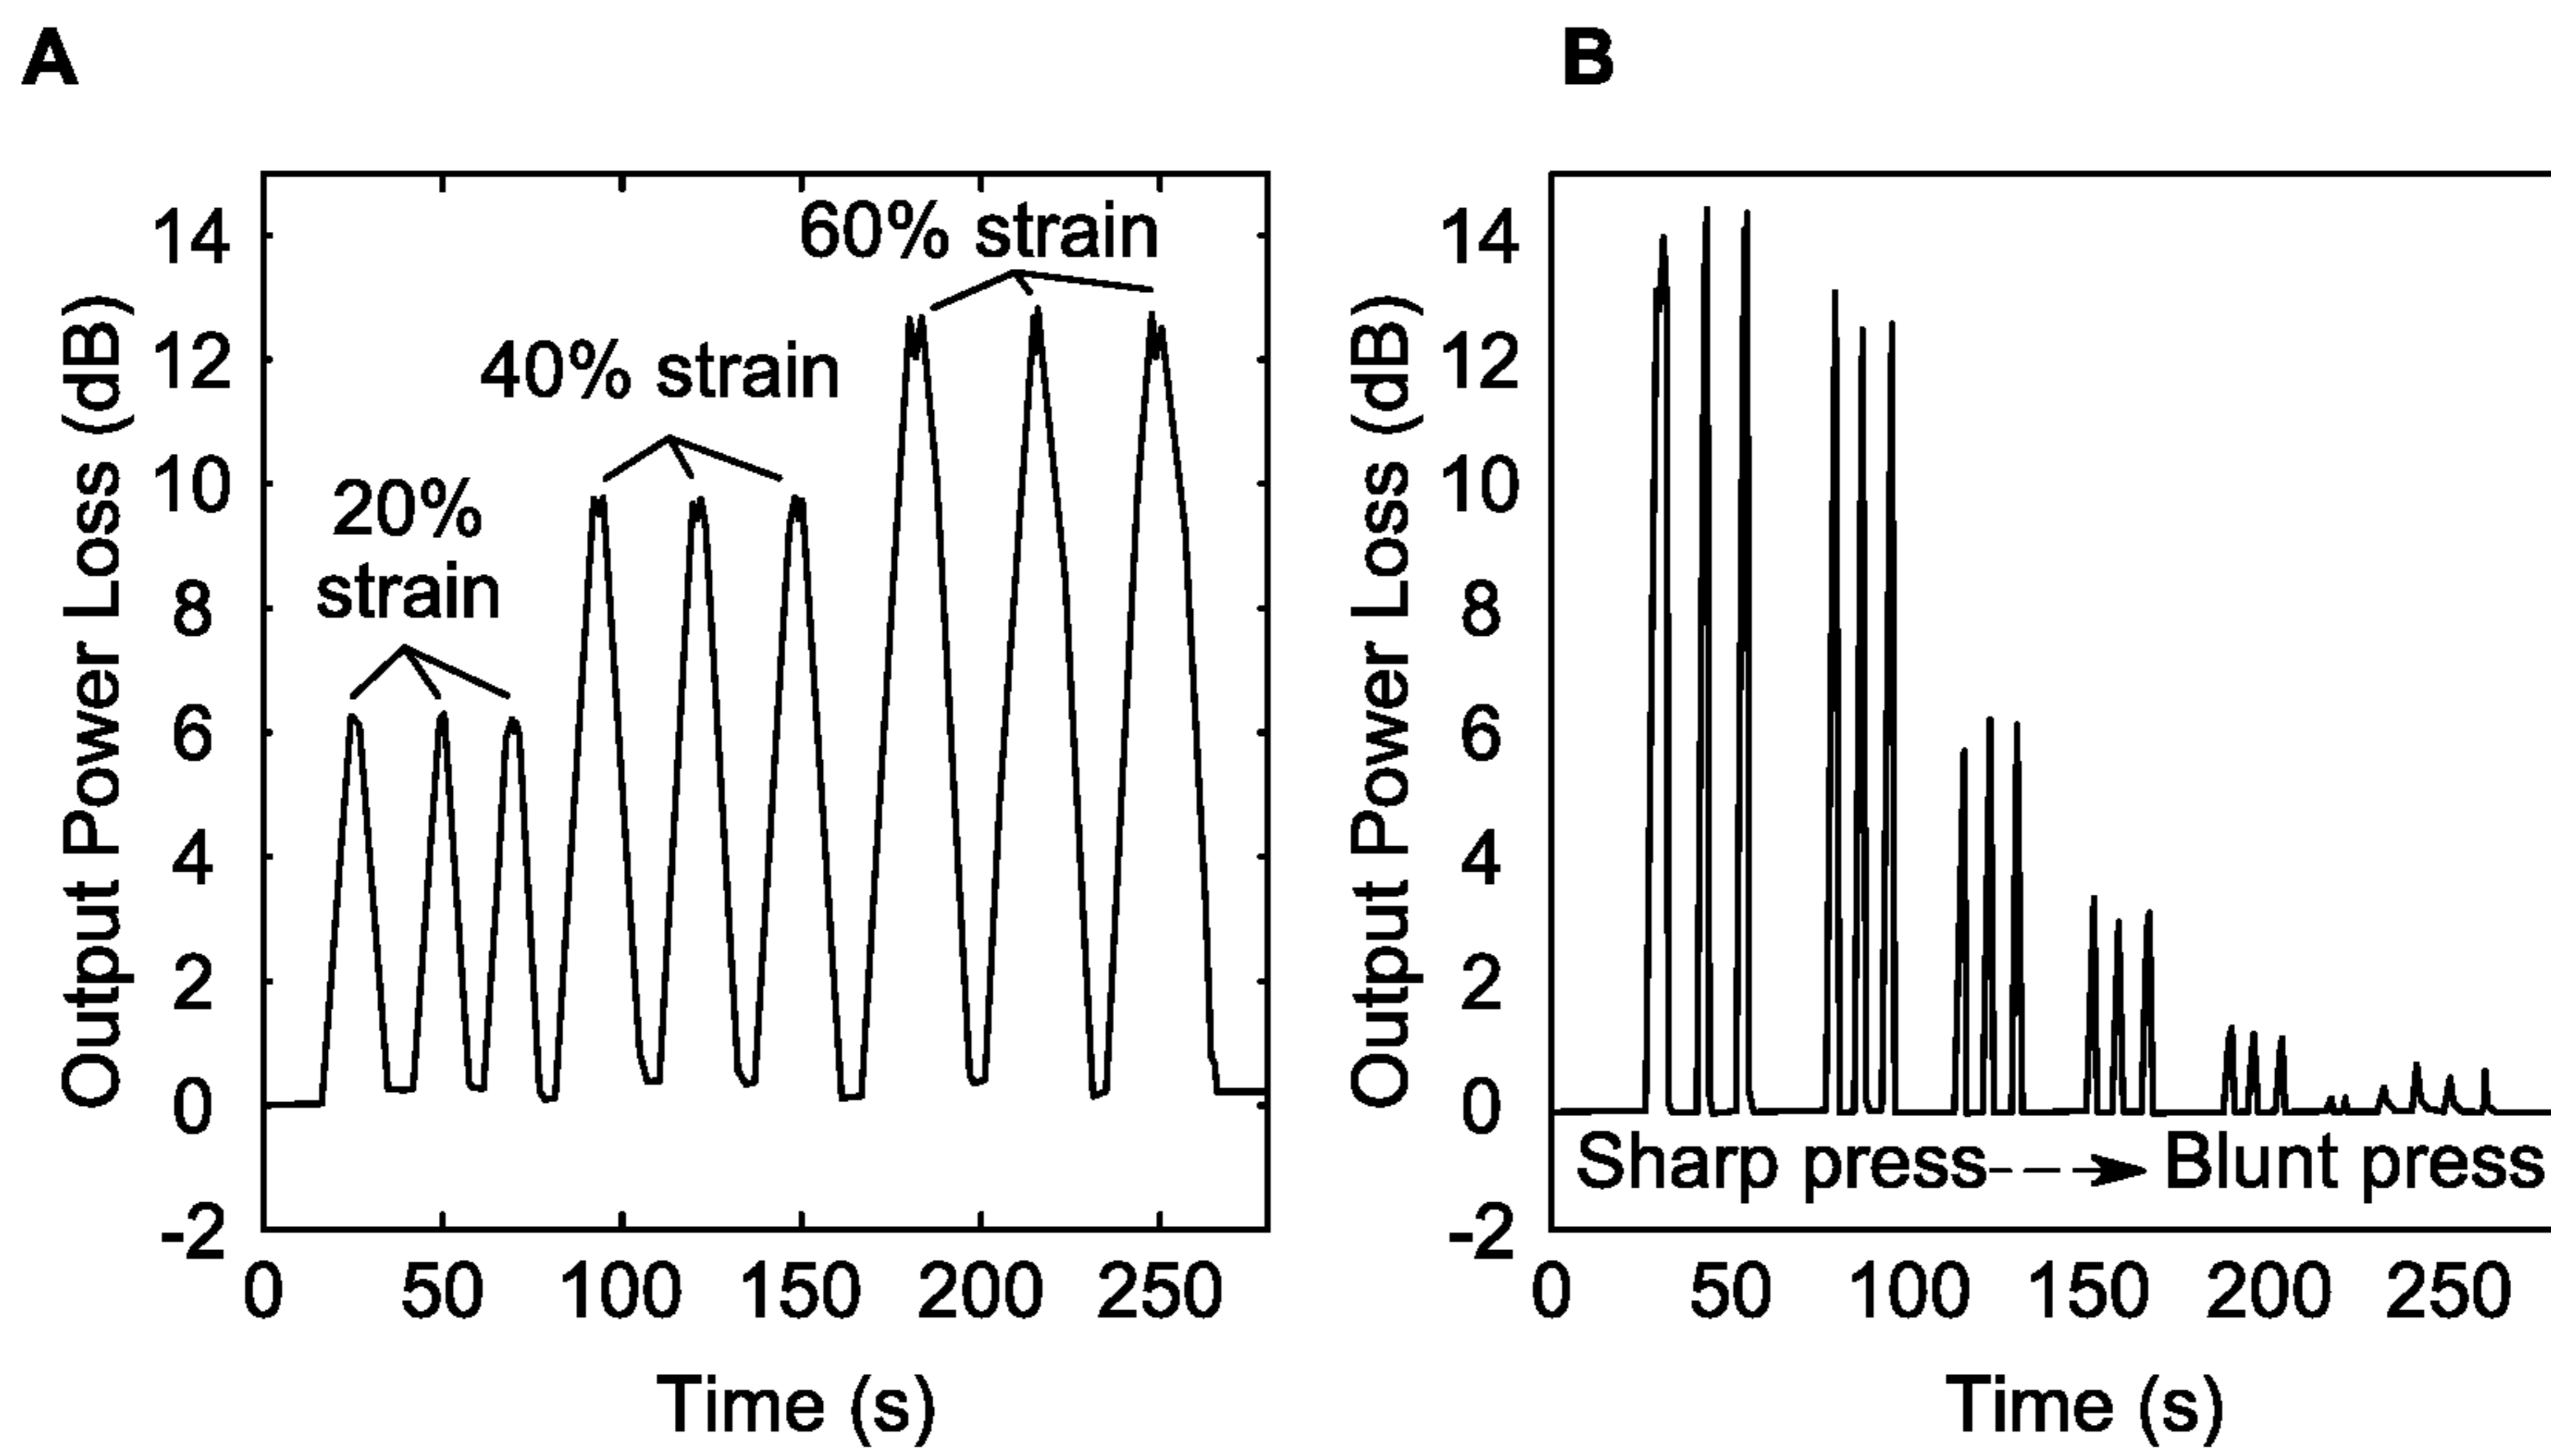 A
B
Output Power Loss (dB)
14
12
10
8
6
4
2
0
-2
20%
strain
40% strain
60% strain
0 50 100 150 200 250
Time (s)
Output Power Loss (dB)
14
12
10
8
6
4
2
0
-2
Sharp press Blunt press
0 50 100 150 200 250
Time (s)